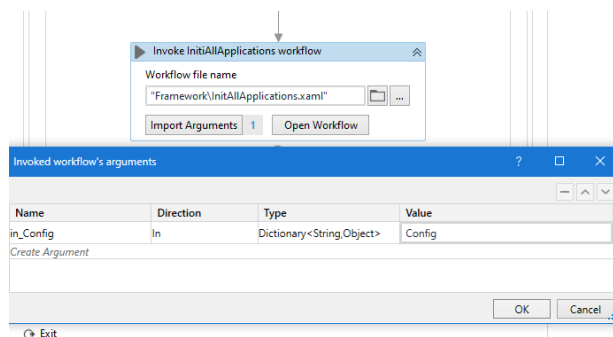 Invoke InitiAllApplications workflow
Workflow file name
"Framework\InitAllApplications.xaml"
...
Import Arguments 1 Open Workflow
Invoked workflow's arguments
Name Direction Type Value
in_Config In Dictionary<String,Object> Config
Create Argument
OK Cancel
Exit